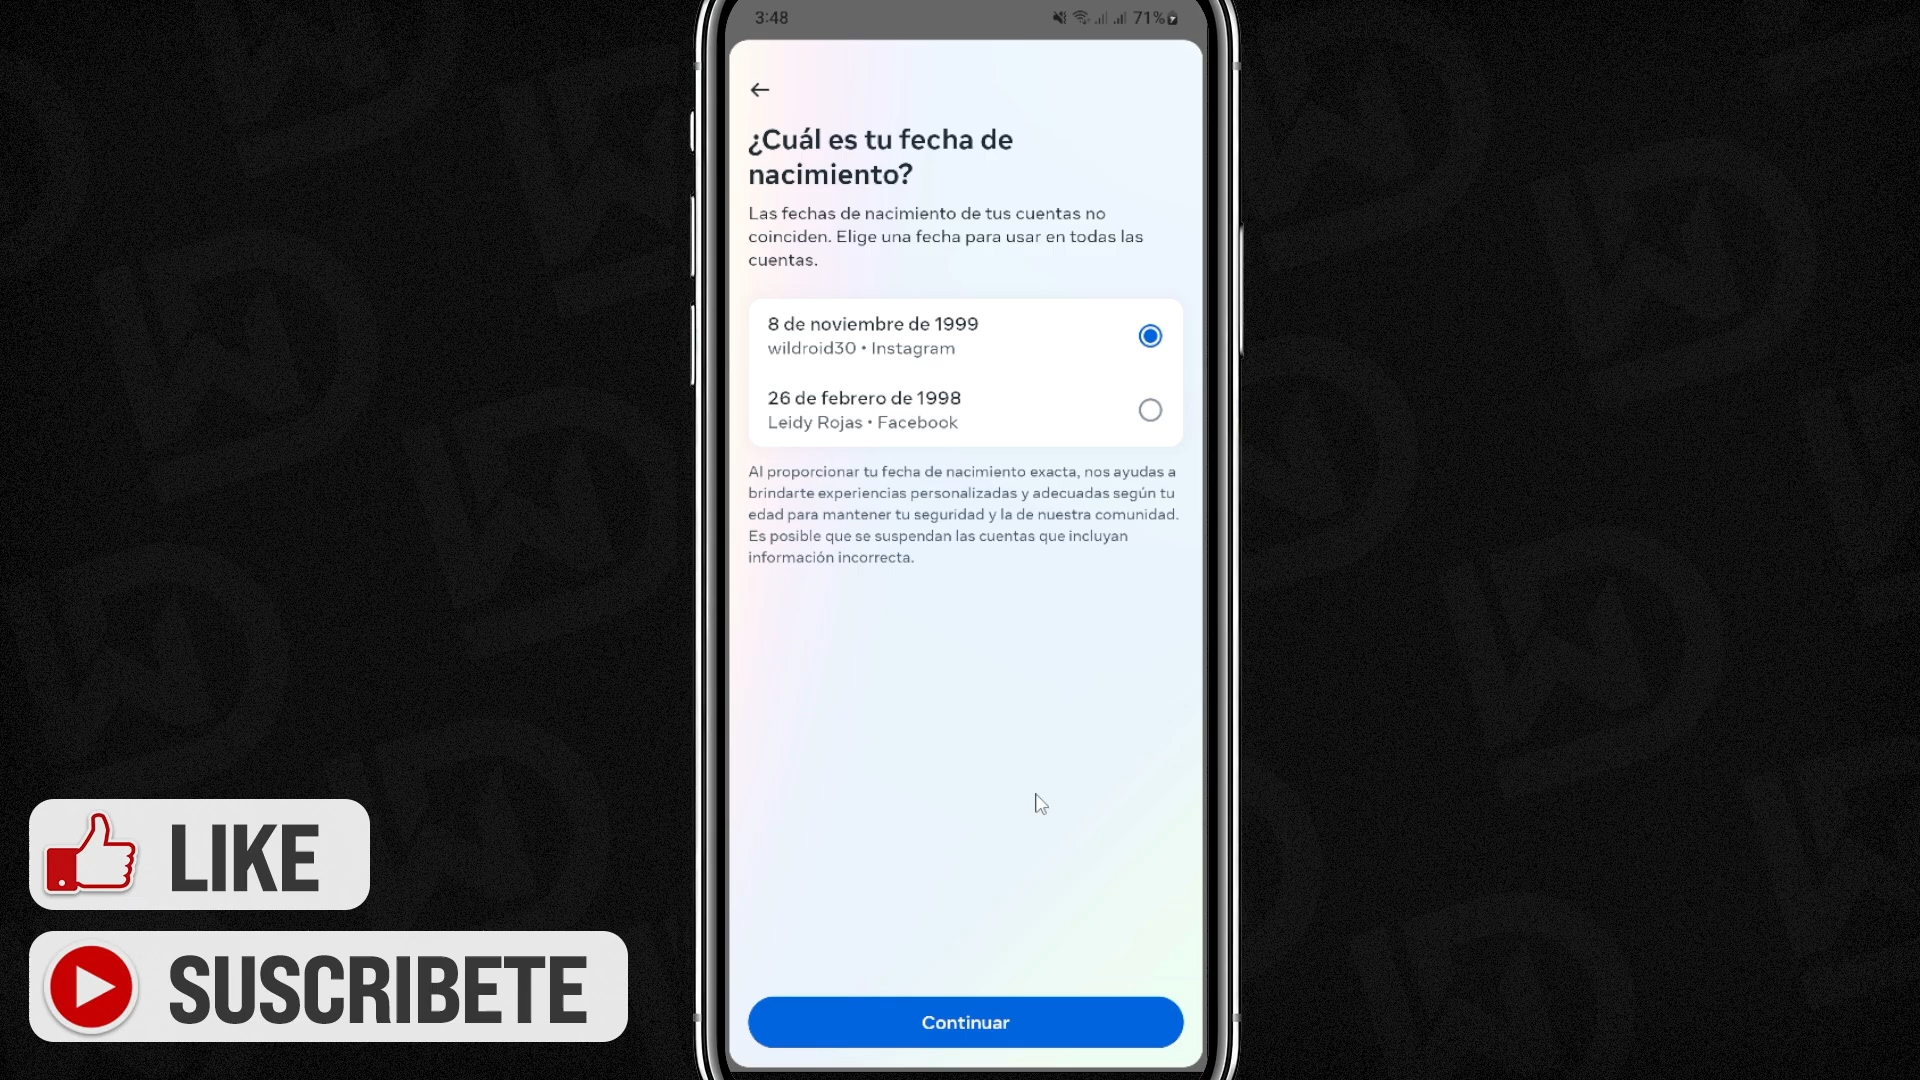 3:48
71%
¿Cuál es tu fecha de
nacimiento?
Las fechas de nacimiento de tus cuentas no
coinciden. Elige una fecha para usar en todas las
cuentas.
8 de noviembre de 1999
wildroid30 • Instagram
26 de febrero de 1998
Leidy Rojas • Facebook
Al proporcionar tu fecha de nacimiento exacta, nos ayudas a
brindarte experiencias personalizadas y adecuadas según tu
edad para mantener tu seguridad y la de nuestra comunidad.
Es posible que se suspendan las cuentas que incluyan
información incorrecta.
Continuar
LIKE
SUSCRIBETE